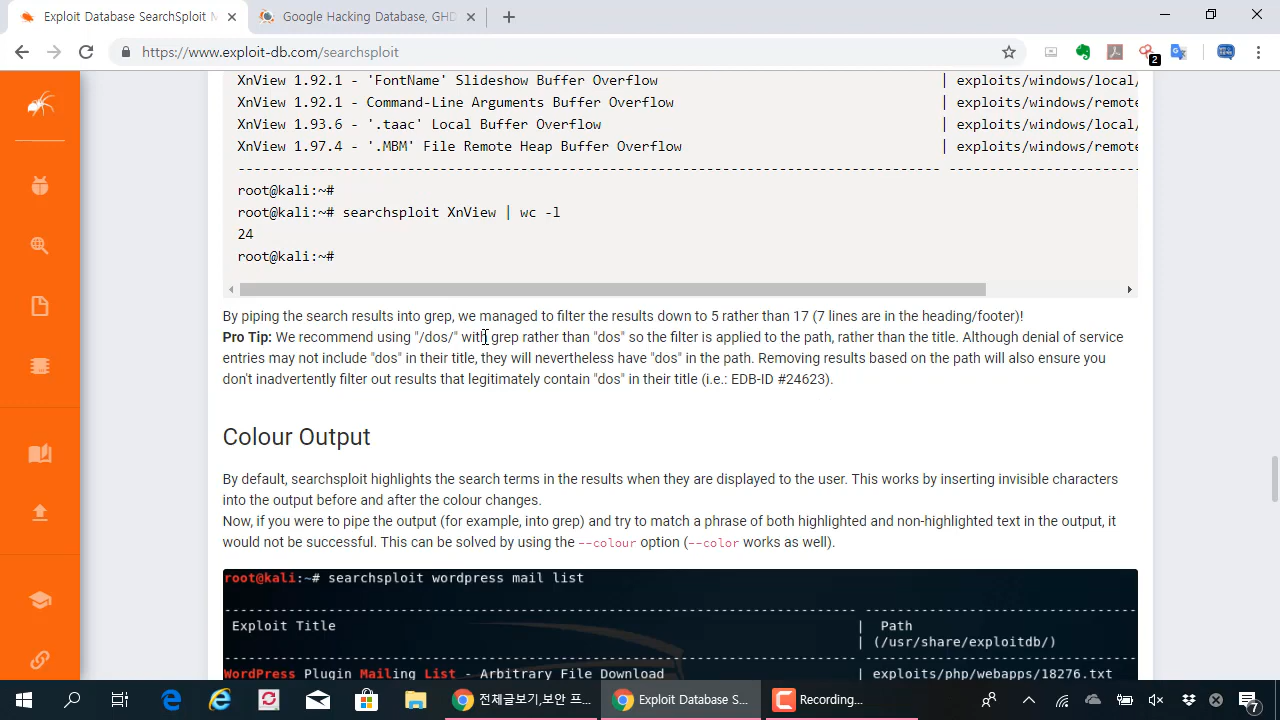 Exploit Database SearchSploit M
Google Hacking Database, GHD
https://www.exploit-db.com/searchsploit
2
XnView 1.92.1 - 'FontName' Slideshow Buffer Overflow | exploits/windows/local/
XnView 1.92.1 - Command-Line Arguments Buffer Overflow | exploits/windows/remote
XnView 1.93.6 - '.taac' Local Buffer Overflow | exploits/windows/local/
XnView 1.97.4 - '.MBM' File Remote Heap Buffer Overflow | exploits/windows/remote
root@kali:~#
root@kali:~# searchsploit XnView | wc -l
24
root@kali:~#
By piping the search results into grep, we managed to filter the results down to 5 rather than 17 (7 lines are in the heading/footer)!
Pro Tip: We recommend using "/dos/" with grep rather than "dos" so the filter is applied to the path, rather than the title. Although denial of service
entries may not include "dos" in their title, they will nevertheless have "dos" in the path. Removing results based on the path will also ensure you
don't inadvertently filter out results that legitimately contain "dos" in their title (i.e.: EDB-ID #24623).
Colour Output
By default, searchsploit highlights the search terms in the results when they are displayed to the user. This works by inserting invisible characters
into the output before and after the colour changes.
Now, if you were to pipe the output (for example, into grep) and try to match a phrase of both highlighted and non-highlighted text in the output, it
would not be successful. This can be solved by using the --colour option (--color works as well).
root@kali:~# searchsploit wordpress mail list
Exploit Title | Path
| (/usr/share/exploitdb/)
WordPress Plugin Mailing List - Arbitrary File Download | exploits/php/webapps/18276.txt
전체글보기,보안 프...
Exploit Database S...
Recording...
7